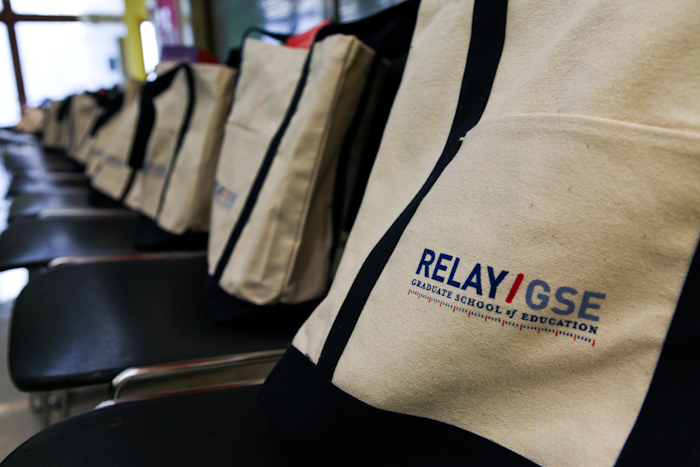 RELAY/GSE
GRADUATE SCHOOL of EDUCATION